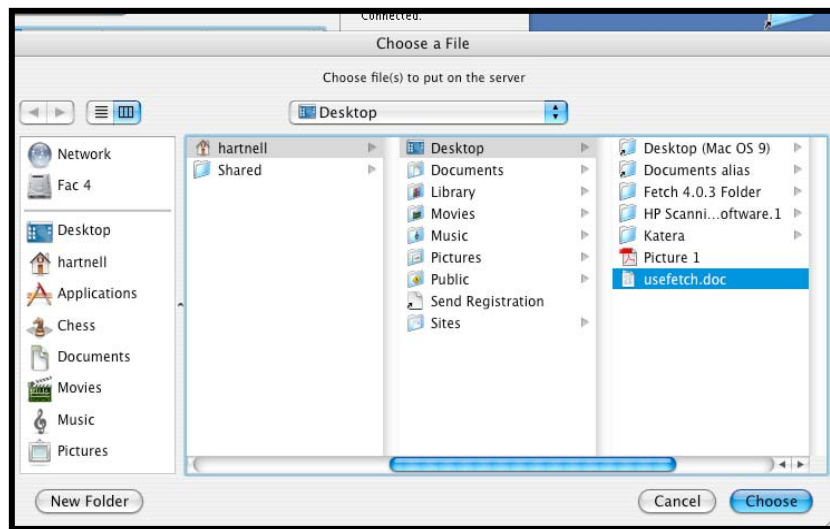 Connected.
Choose a File
Choose file(s) to put on the server
Desktop
Network
Fac 4
Desktop
hartnell
Applications
Chess
Documents
Movies
Music
Pictures
hartnell
Shared
Desktop
Documents
Library
Movies
Music
Pictures
Public
Send Registration
Sites
Desktop (Mac OS 9)
Documents alias
Fetch 4.0.3 Folder
HP Scanni...oftware.1
Katera
Picture 1
usefetch.doc
New Folder
Cancel
Choose